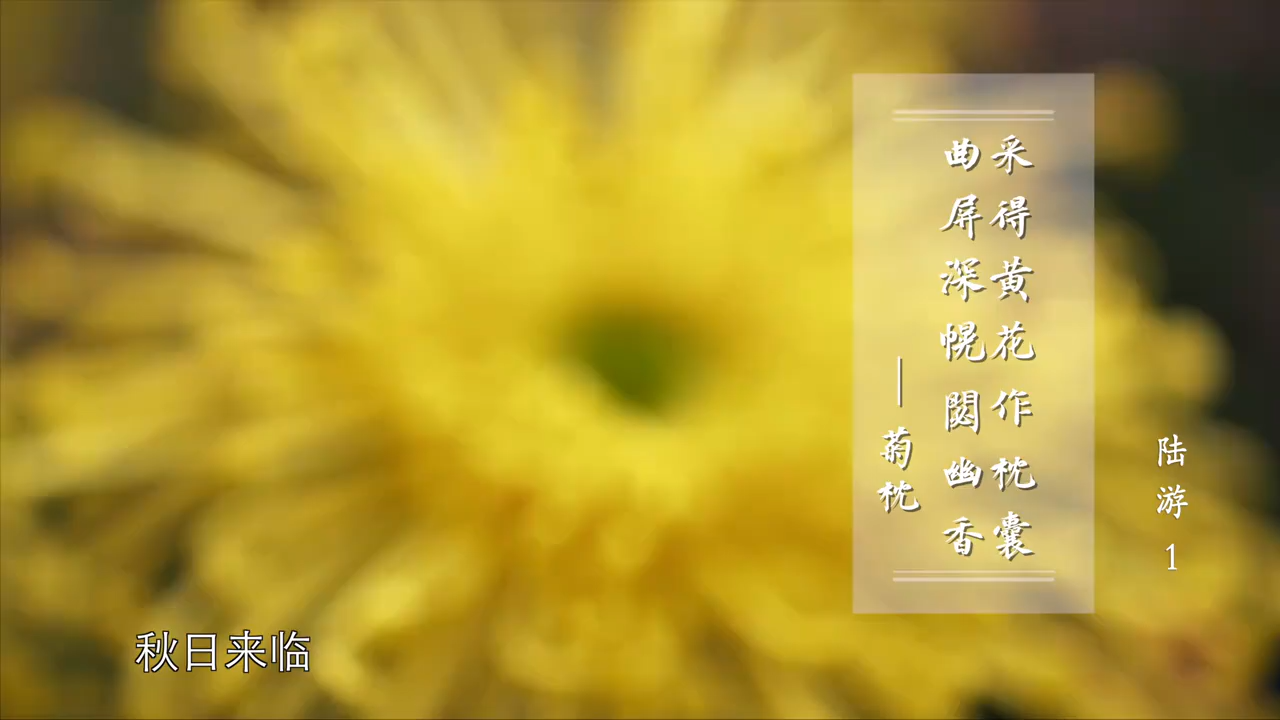 采得黄花作枕囊
曲屏深幌閟幽香
—菊枕
陆游1
秋日来临